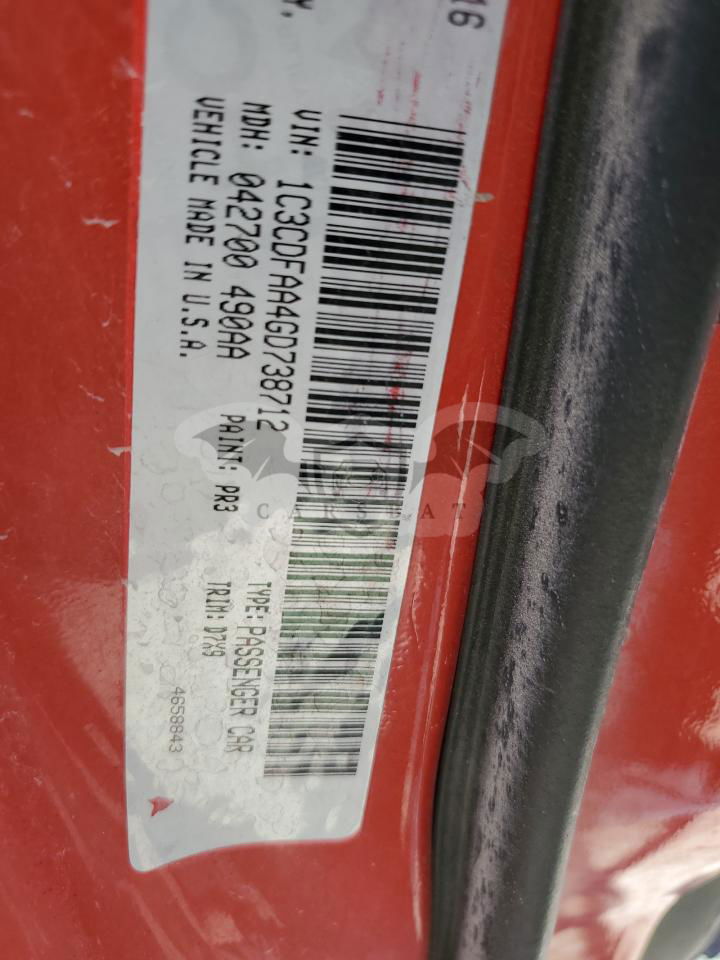 16
VIN: 1C3CDFAA4GD738712
MDH: 042700 490AA PAINT: PR3
VEHICLE MADE IN U.S.A.
TYPE: PASSENGER CAR
TRIM: D7X9
4658843
CARSBAT